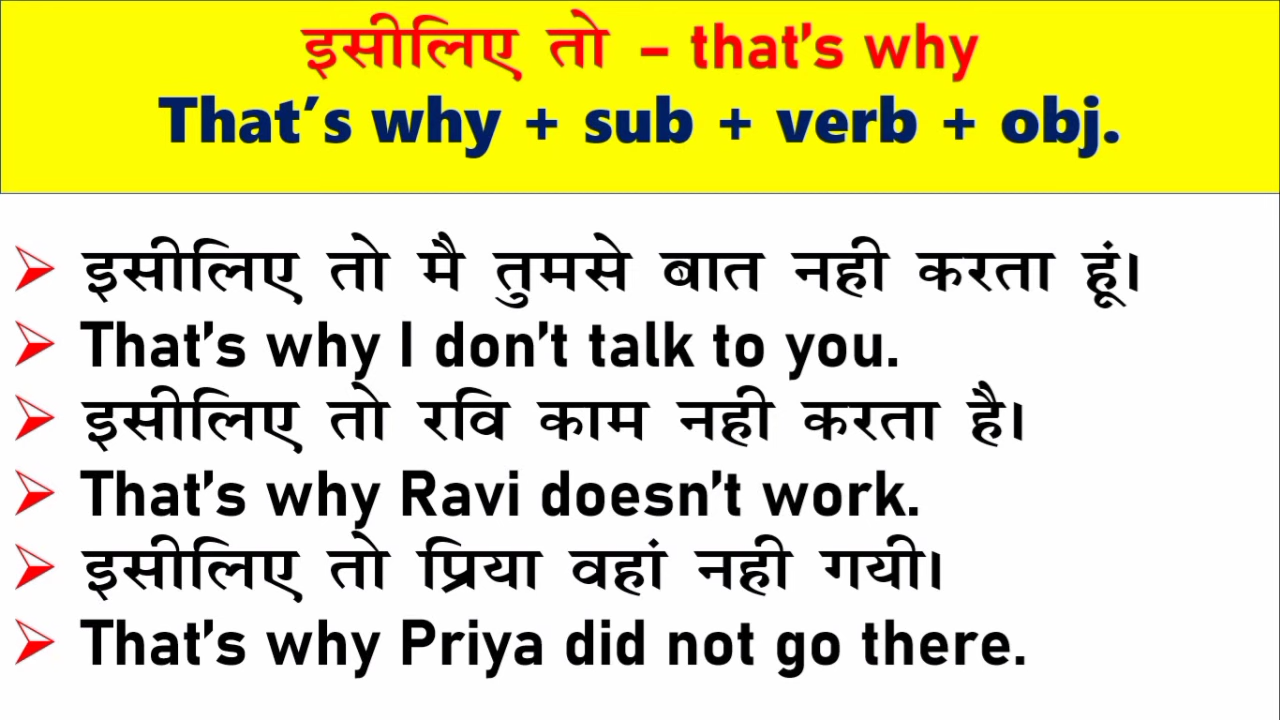 इसीलिए तो – that's why
That's why + sub + verb + obj.
इसीलिए तो मै तुमसे बात नही करता हूं।
That's why I don't talk to you.
इसीलिए तो रवि काम नही करता है।
That's why Ravi doesn't work.
इसीलिए तो प्रिया वहां नही गयी।
That's why Priya did not go there.